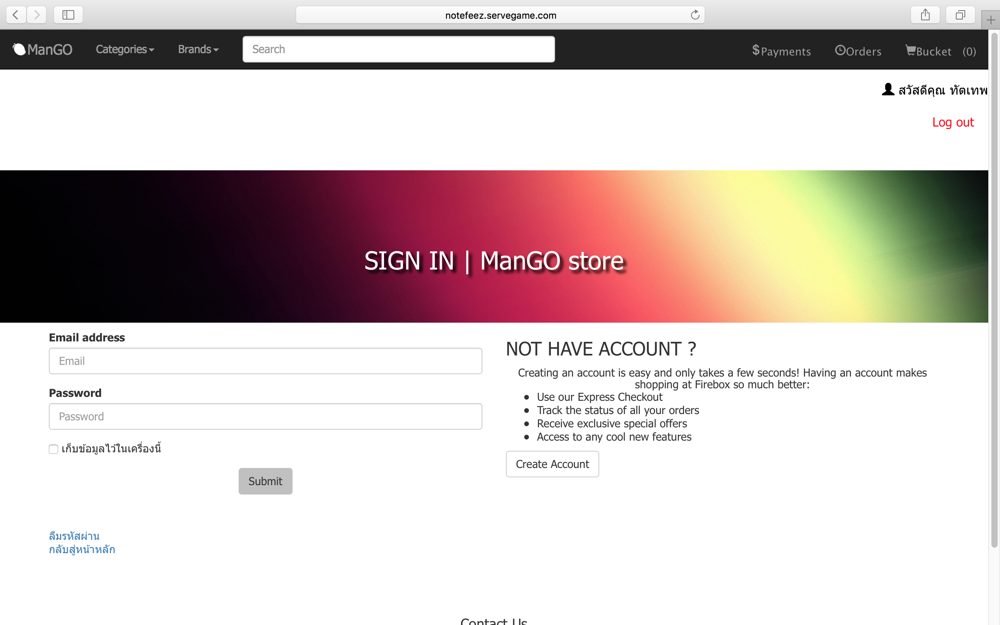 notefeez.servegame.com
ManGO Categories Brands Search $Payments Orders Bucket (0)
สวัสดีคุณ ทัตเทพ
Log out
SIGN IN | ManGO store
Email address
Email
Password
Password
เก็บข้อมูลไว้ในเครื่องนี้
Submit
ลืมรหัสผ่าน
กลับสู่หน้าหลัก
NOT HAVE ACCOUNT ?
Creating an account is easy and only takes a few seconds! Having an account makes
shopping at Firebox so much better:
Use our Express Checkout
Track the status of all your orders
Receive exclusive special offers
Access to any cool new features
Create Account
Contact Us